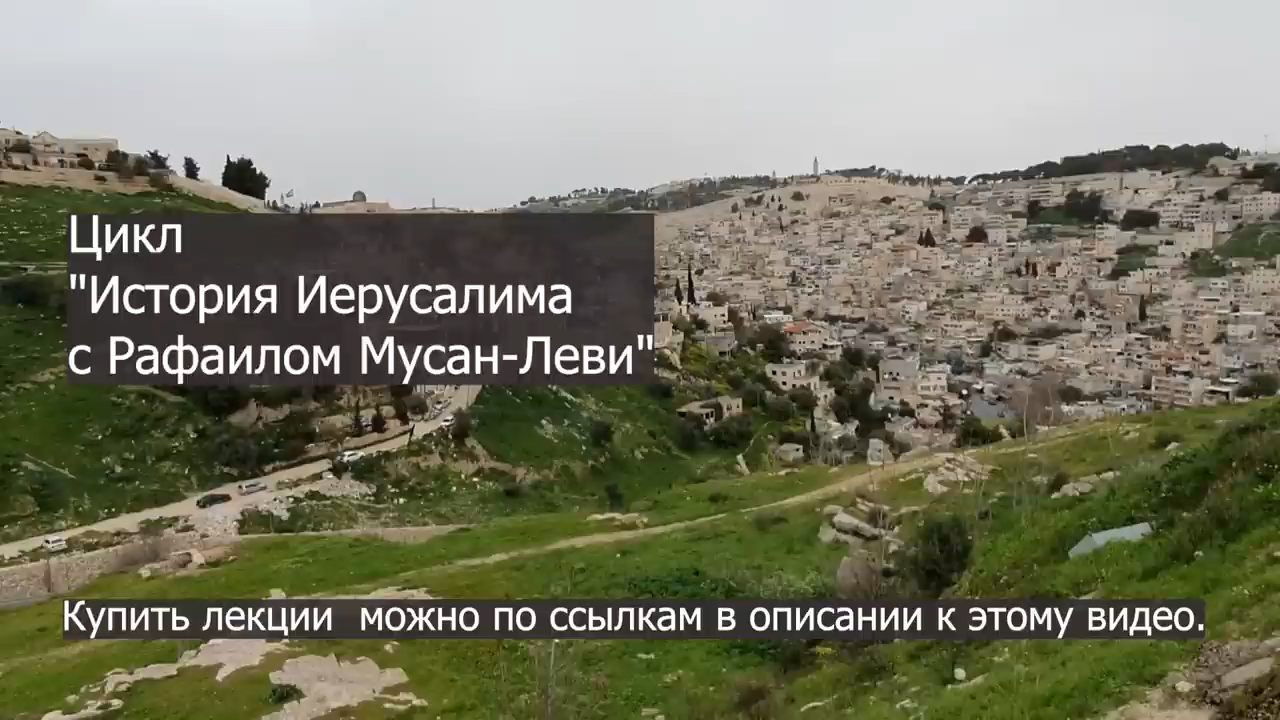 Цикл
"История Иерусалима
с Рафаилом Мусан-Леви"
Купить лекции  можно по ссылкам в описании к этому видео.